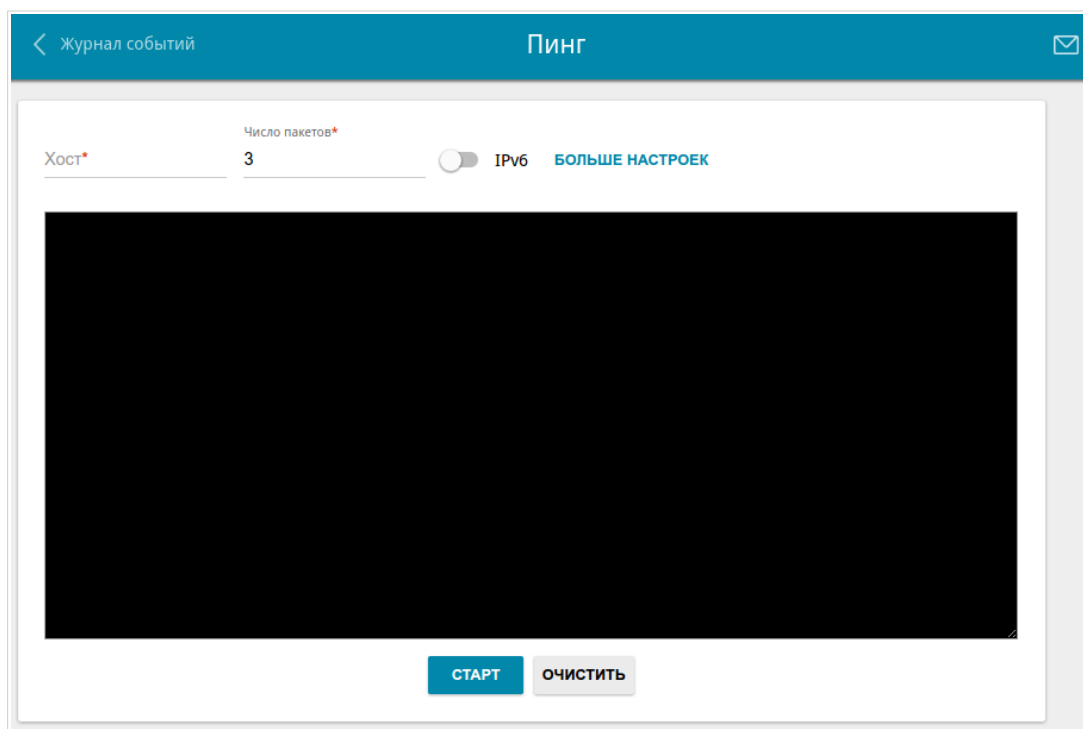 Журнал событий
Пинг
Число пакетов*
Хост*
3
IPv6
БОЛЬШЕ НАСТРОЕК
СТАРТ
ОЧИСТИТЬ